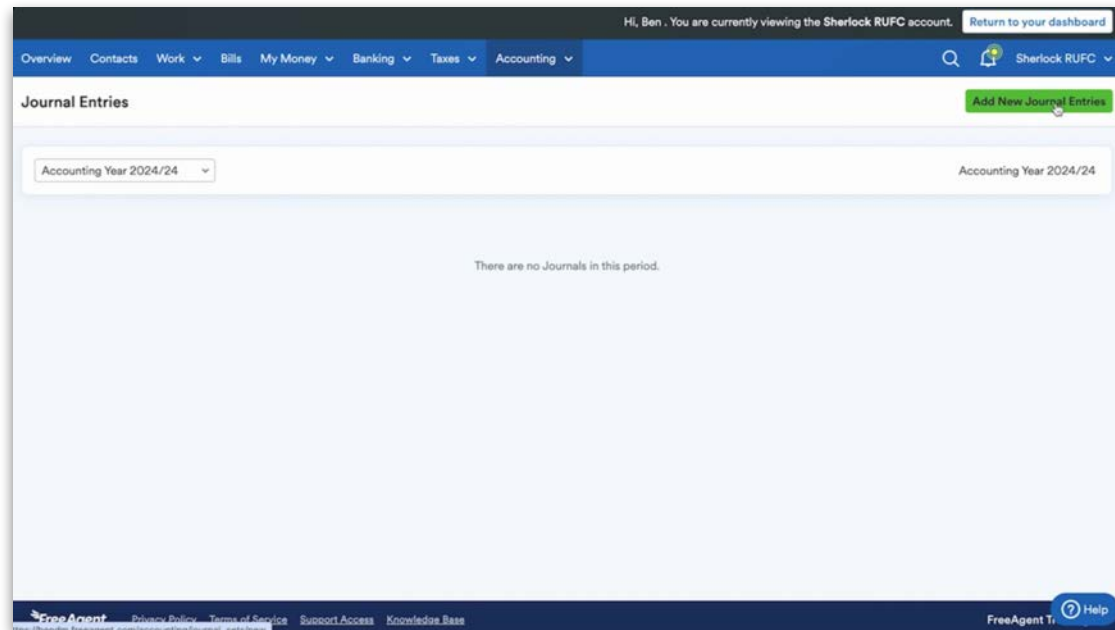 Hi, Ben . You are currently viewing the Sherlock RUFC account. Return to your dashboard
Overview Contacts Work Bills My Money Banking Taxes Accounting Sherlock RUFC
Journal Entries Add New Journal Entries
Accounting Year 2024/24 Accounting Year 2024/24
There are no Journals in this period.
FreeAgent Privacy Policy Terms of Service Support Access Knowledge Base FreeAgent
Help